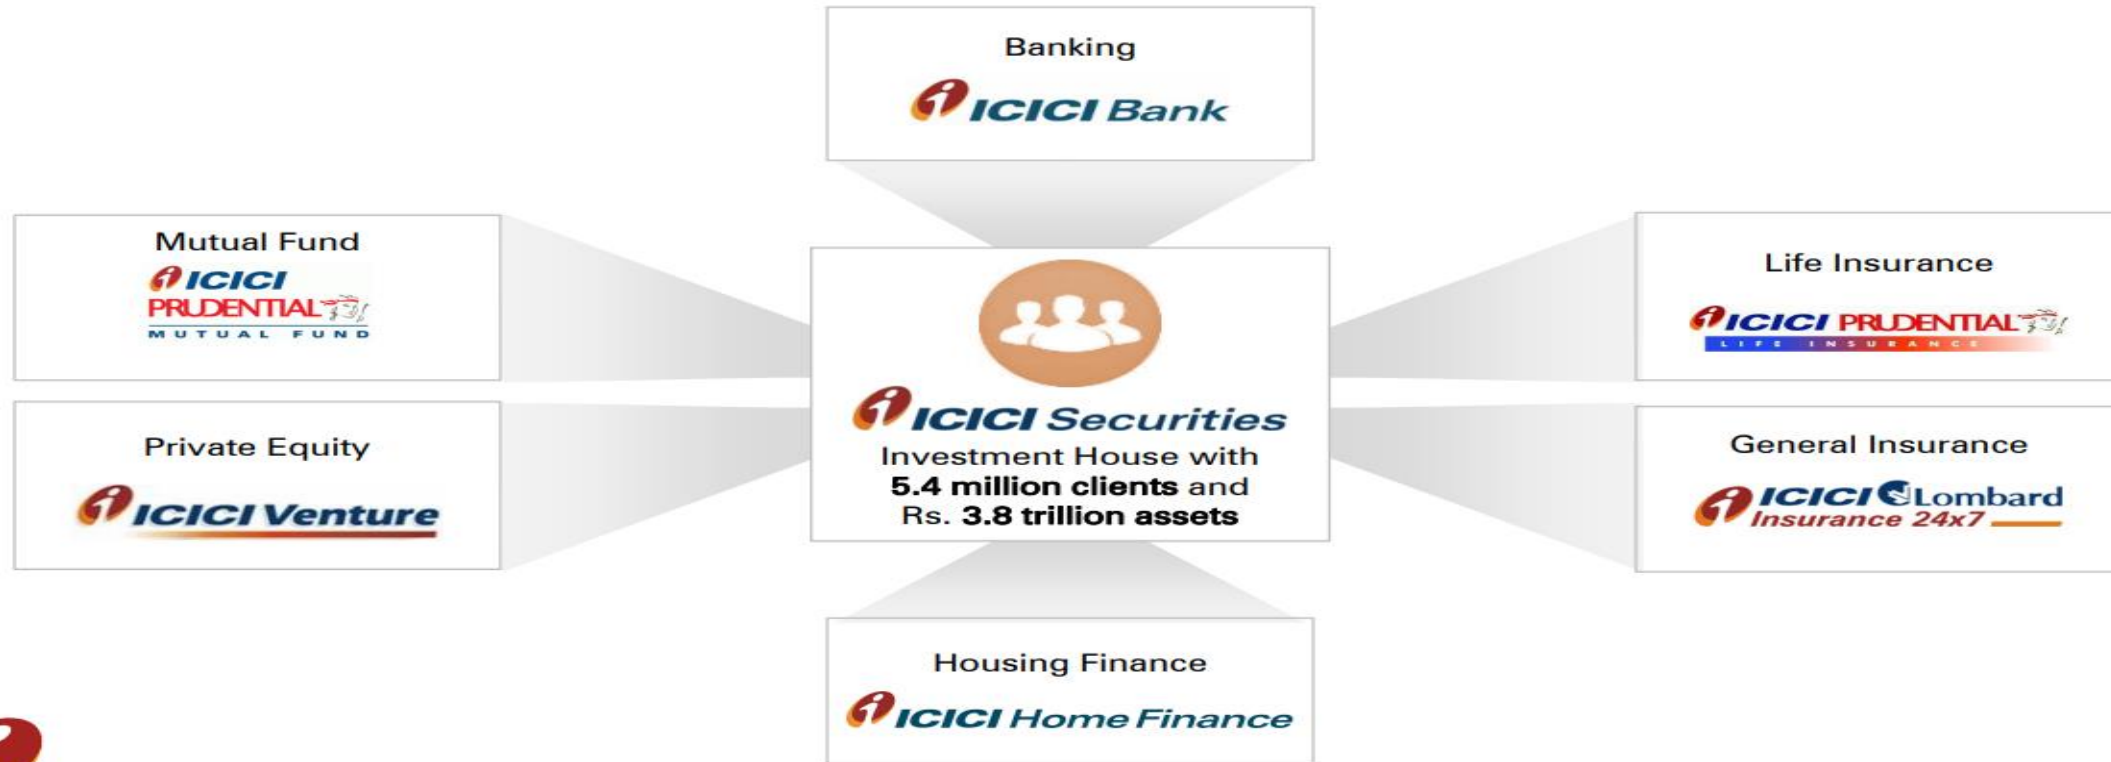 Banking
ICICI Bank
Mutual Fund
ICICI
PRUDENTIAL
MUTUAL FUND
Life Insurance
ICICI PRUDENTIAL
LIFE INSURANCE
ICICI Securities
Investment House with
5.4 million clients and
Rs. 3.8 trillion assets
Private Equity
ICICI Venture
General Insurance
ICICI Lombard
Insurance 24x7
Housing Finance
ICICI Home Finance